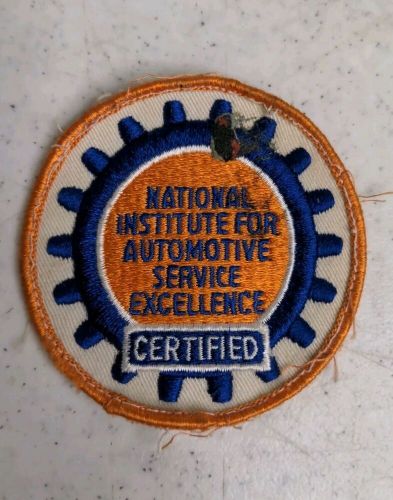 NATIONAL
INSTITUTE FOR
AUTOMOTIVE
SERVICE
EXCELLENCE
CERTIFIED